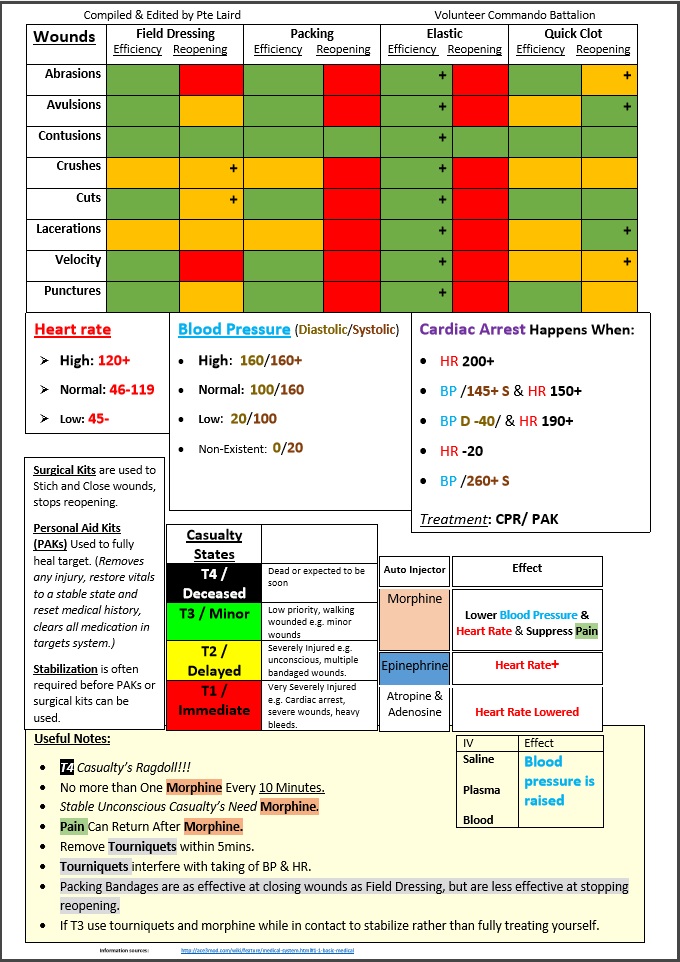 Compiled & Edited by Pte Laird
Volunteer Commando Battalion
Wounds
Field Dressing
Packing
Elastic
Quick Clot
Efficiency Reopening
Efficiency Reopening
Efficiency Reopening
Efficiency Reopening
Abrasions + +
Avulsions + +
Contusions +
Crushes + +
Cuts + +
Lacerations + +
Velocity + +
Punctures +
Heart rate
➢ High: 120+
➢ Normal: 46-119
➢ Low: 45-
Blood Pressure (Diastolic/Systolic)
• High: 160/160+
• Normal: 100/160
• Low: 20/100
• Non-Existent: 0/20
Cardiac Arrest Happens When:
• HR 200+
• BP /145+ S & HR 150+
• BP D -40/ & HR 190+
• HR -20
• BP /260+ S
Treatment: CPR/ PAK
Surgical Kits are used to
Stich and Close wounds,
stops reopening.
Personal Aid Kits
(PAKs) Used to fully
heal target. (Removes
any injury, restore vitals
to a stable state and
reset medical history,
clears all medication in
targets system.)
Stabilization is often
required before PAKs or
surgical kits can be
used.
Casualty
States
T4 /
Deceased
Dead or expected to be
soon
T3 / Minor
Low priority, walking
wounded e.g. minor
wounds
T2 /
Delayed
Severely Injured e.g.
unconscious, multiple
bandaged wounds.
T1 /
Immediate
Very Severely Injured
e.g. Cardiac arrest,
severe wounds, heavy
bleeds.
Auto Injector
Effect
Morphine
Lower Blood Pressure &
Heart Rate & Suppress Pain
Epinephrine
Heart Rate+
Atropine &
Adenosine
Heart Rate Lowered
Useful Notes:
• T4 Casualty's Ragdoll!!!
• No more than One Morphine Every 10 Minutes.
• Stable Unconscious Casualty's Need Morphine.
• Pain Can Return After Morphine.
• Remove Tourniquets within 5mins.
• Tourniquets interfere with taking of BP & HR.
• Packing Bandages are as effective at closing wounds as Field Dressing, but are less effective at stopping
reopening.
• If T3 use tourniquets and morphine while in contact to stabilize rather than fully treating yourself.
IV
Effect
Saline
Plasma
Blood
Blood
pressure is
raised
Information sources:
http://ace3mod.com/wiki/feature/medical-system.html#1-1-basic-medical